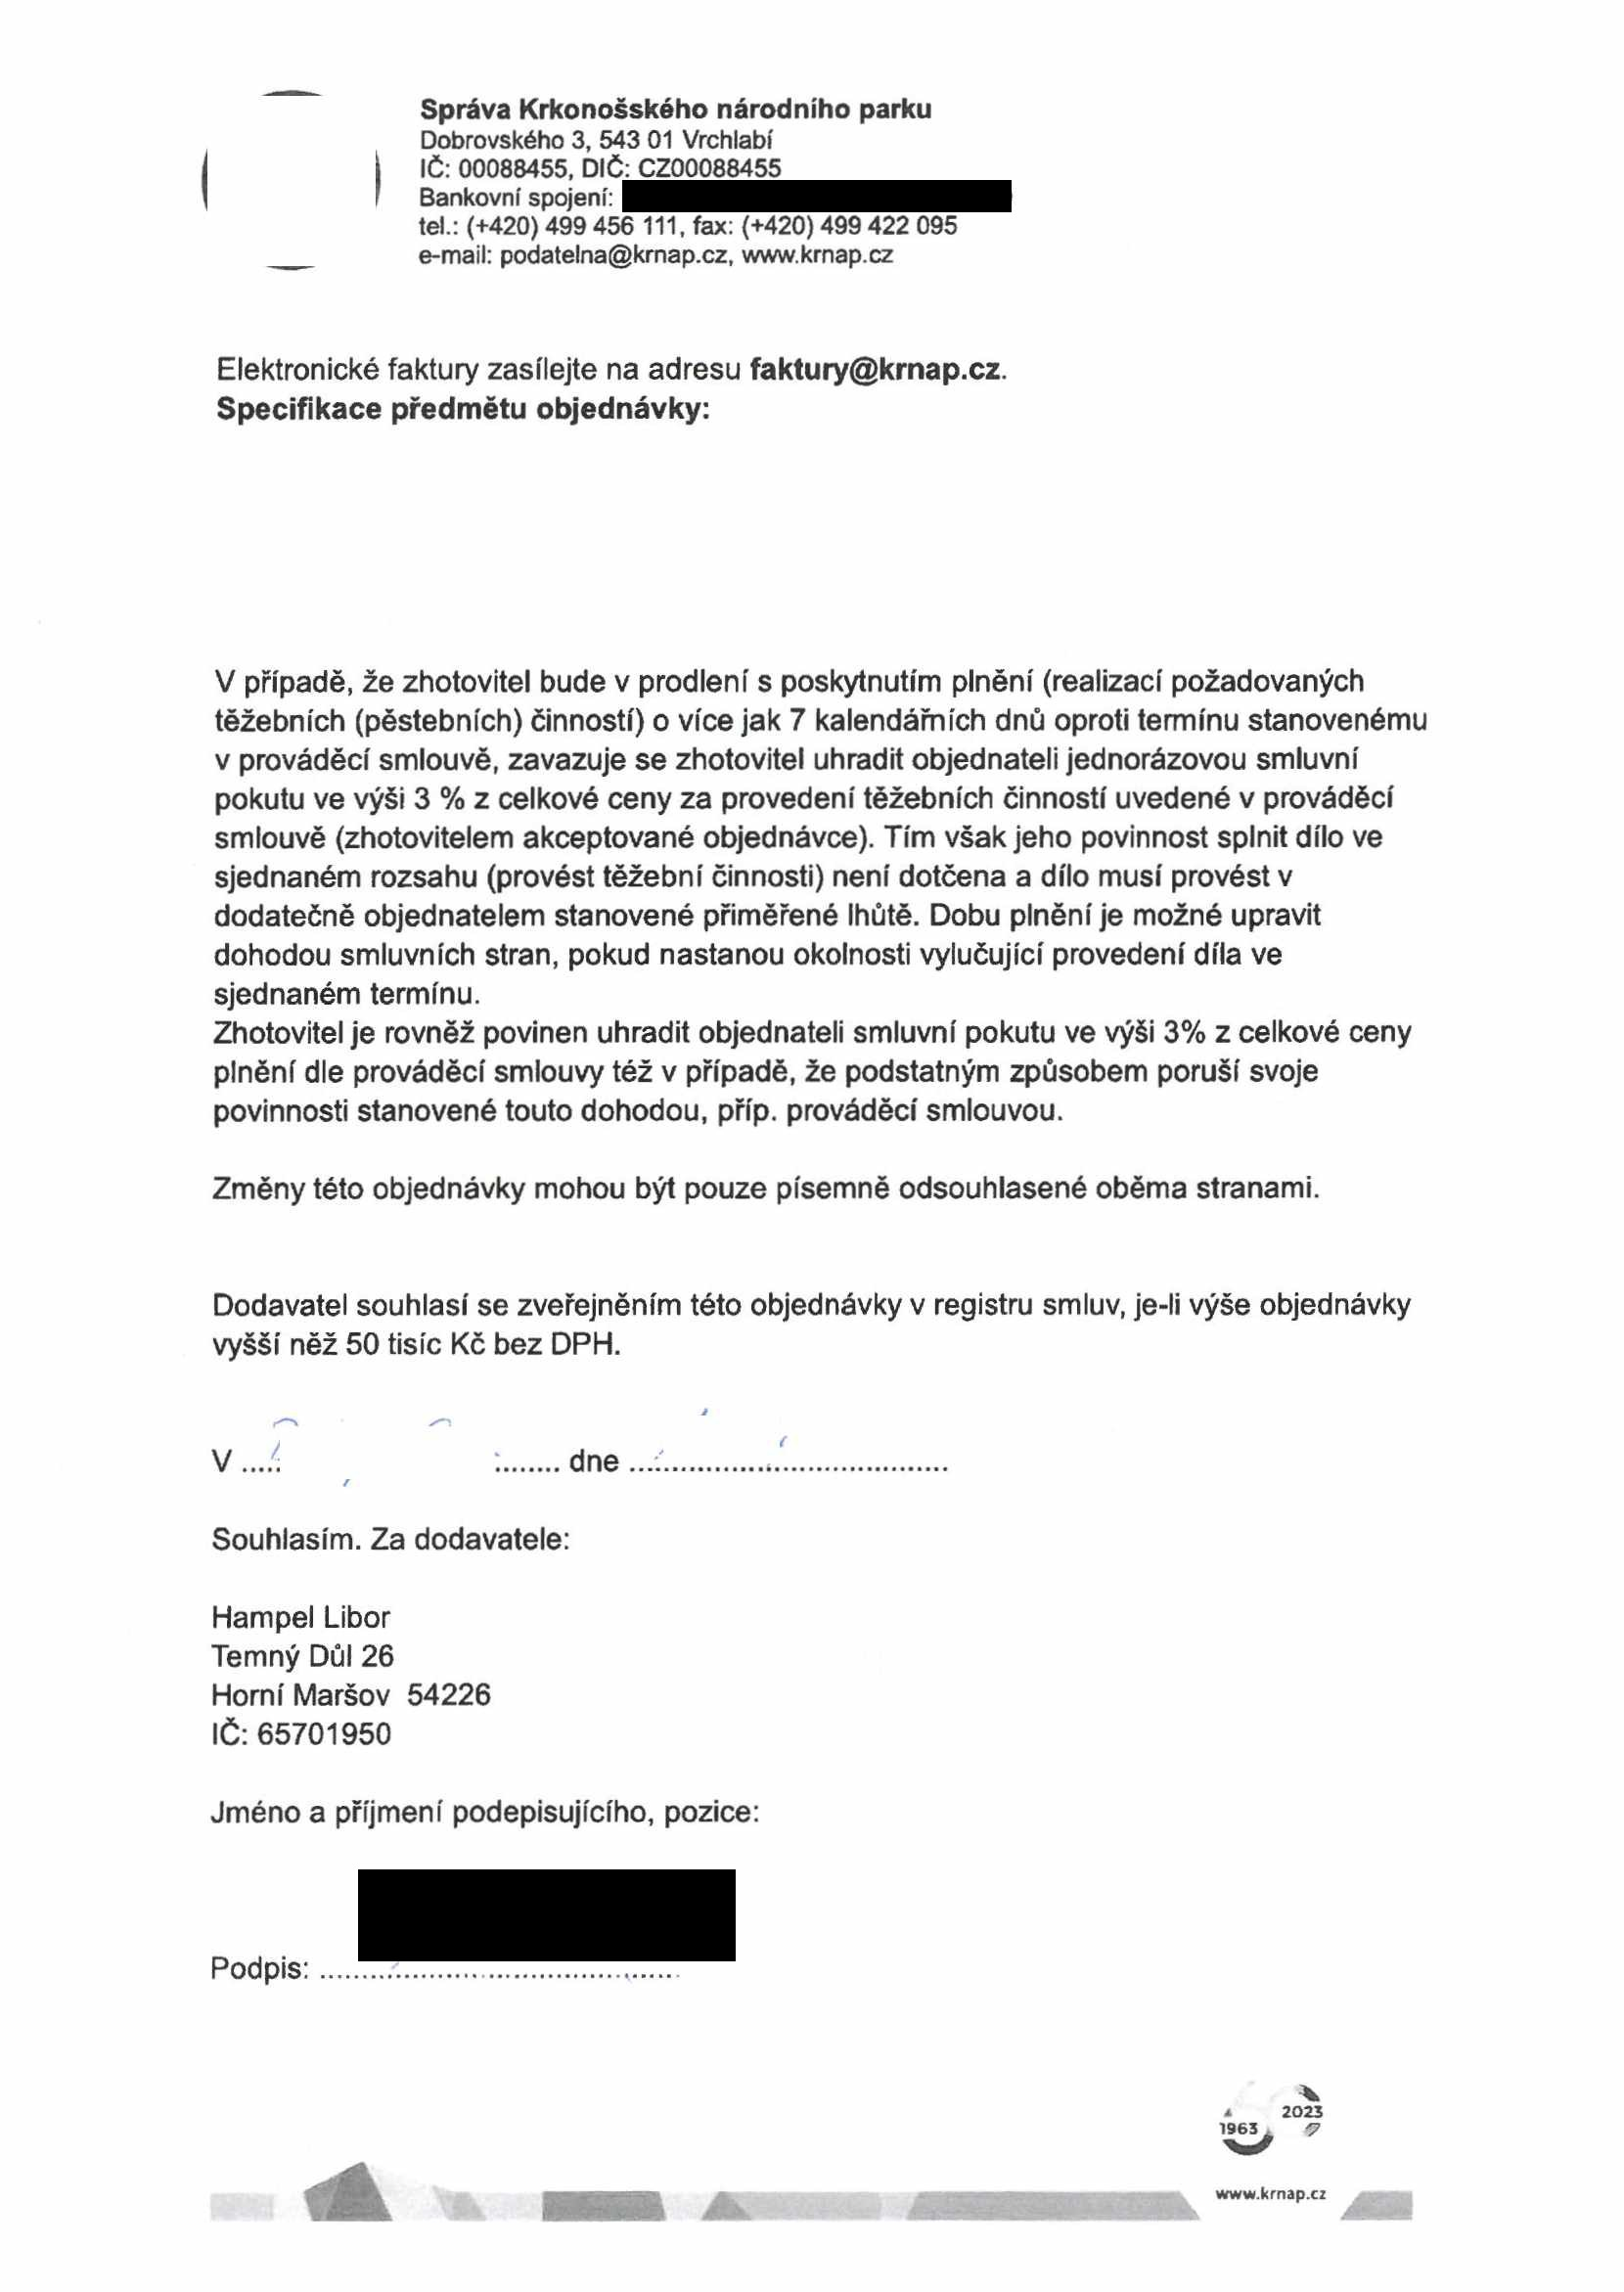 Správa Krkonošského národního parku
Dobrovského 3, 543 01 Vrchlabí
IČ: 00088455, DIČ: CZ00088455
Bankovní spojení:
tel.: (+420) 499 456 111, fax: (+420) 499 422 095
e-mail: podatelna@krnap.cz, www.krnap.cz
Elektronické faktury zasílejte na adresu faktury@krnap.cz.
Specifikace předmětu objednávky:
V případě, že zhotovitel bude v prodlení s poskytnutím plnění (realizací požadovaných
těžebních (pěstebních) činností) o více jak 7 kalendářních dnů oproti termínu stanovenému
v prováděcí smlouvě, zavazuje se zhotovitel uhradit objednateli jednorázovou smluvní
pokutu ve výši 3 % z celkové ceny za provedení těžebních činností uvedené v prováděcí
smlouvě (zhotovitelem akceptované objednávce). Tím však jeho povinnost splnit dílo ve
sjednaném rozsahu (provést těžební činnosti) není dotčena a dílo musí provést v
dodatečně objednatelem stanovené přiměřené lhůtě. Dobu plnění je možné upravit
dohodou smluvních stran, pokud nastanou okolnosti vylučující provedení díla ve
sjednaném termínu.
Zhotovitel je rovněž povinen uhradit objednateli smluvní pokutu ve výši 3% z celkové ceny
plnění dle prováděcí smlouvy též v případě, že podstatným způsobem poruší svoje
povinnosti stanovené touto dohodou, příp. prováděcí smlouvou.
Změny této objednávky mohou být pouze písemně odsouhlasené oběma stranami.
Dodavatel souhlasí se zveřejněním této objednávky v registru smluv, je-li výše objednávky
vyšší něž 50 tisíc Kč bez DPH.
V ..... ........ dne ......................................
Souhlasím. Za dodavatele:
Hampel Libor
Temný Důl 26
Horní Maršov 54226
IČ: 65701950
Jméno a příjmení podepisujícího, pozice:
Podpis: ..........................................
2023
1963
www.krnap.cz